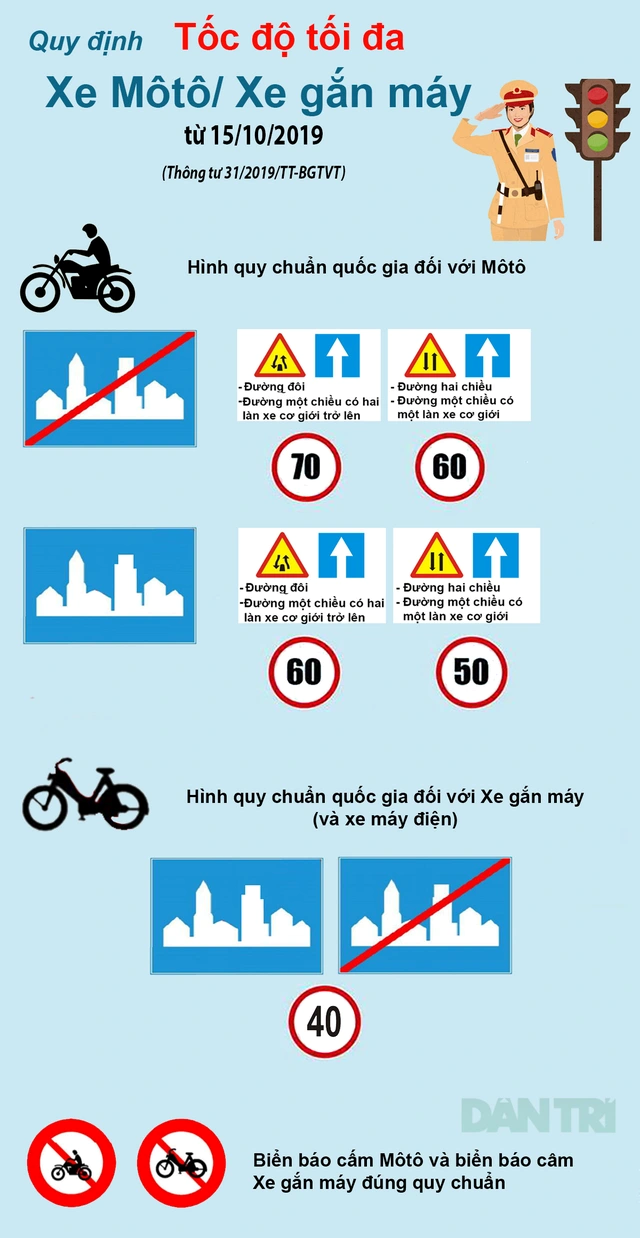 Quy định Tốc độ tối đa
Xe Môtô/ Xe gắn máy
từ 15/10/2019
(Thông tư 31/2019/TT-BGTVT)
Hình quy chuẩn quốc gia đối với Môtô
- Đường đôi
-Đường một chiều có hai
làn xe cơ giới trở lên
70
- Đường hai chiều
- Đường một chiều có
một làn xe cơ giới
60
- Đường đôi
-Đường một chiều có hai
làn xe cơ giới trở lên
60
- Đường hai chiều
- Đường một chiều có
một làn xe cơ giới
50
Hình quy chuẩn quốc gia đối với Xe gắn máy
(và xe máy điện)
40
DÂN TRÍ
Biển báo cấm Môtô và biển báo câm
Xe gắn máy đúng quy chuẩn